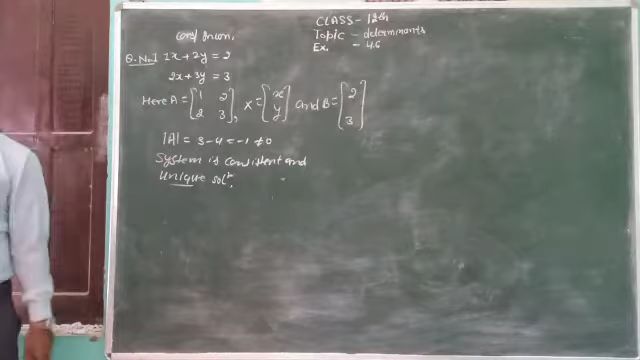 CLASS - 12th
Topic - determinants
Ex. - 4.6
Q.No.1 1x + 2y = 2
2x + 3y = 3
Here A = [1 2 2 3], X = [x y] and B = [2 3]
|A| = 3 - 4 = -1 ≠ 0
System is consistent and
Unique solⁿ.